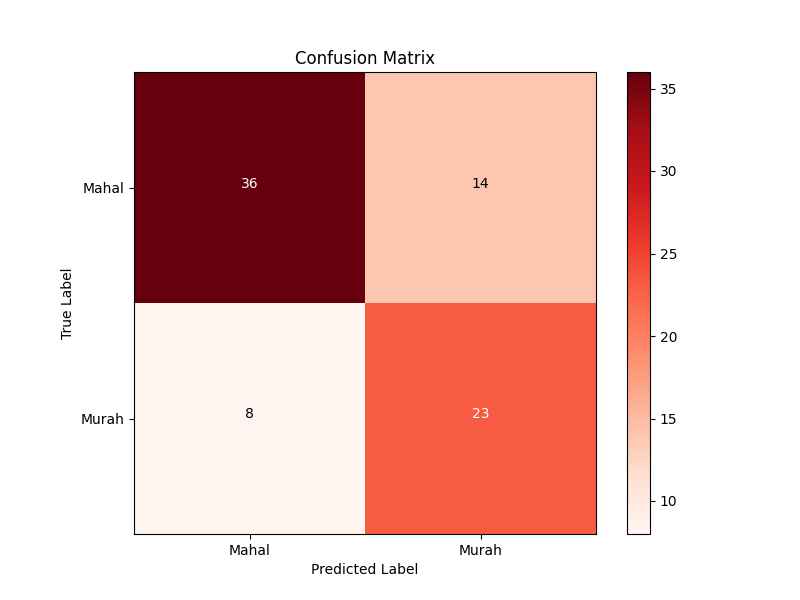 Confusion Matrix
True Label
Mahal
36
14
Murah
8
23
Mahal
Murah
Predicted Label
35
30
25
20
15
10